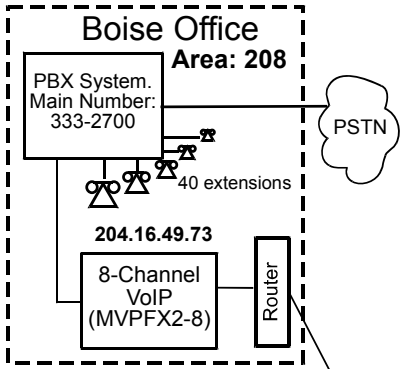 Boise Office
Area: 208
PBX System.
Main Number:
333-2700
PSTN
40 extensions
204.16.49.73
8-Channel
VoIP
(MVPFX2-8)
Router